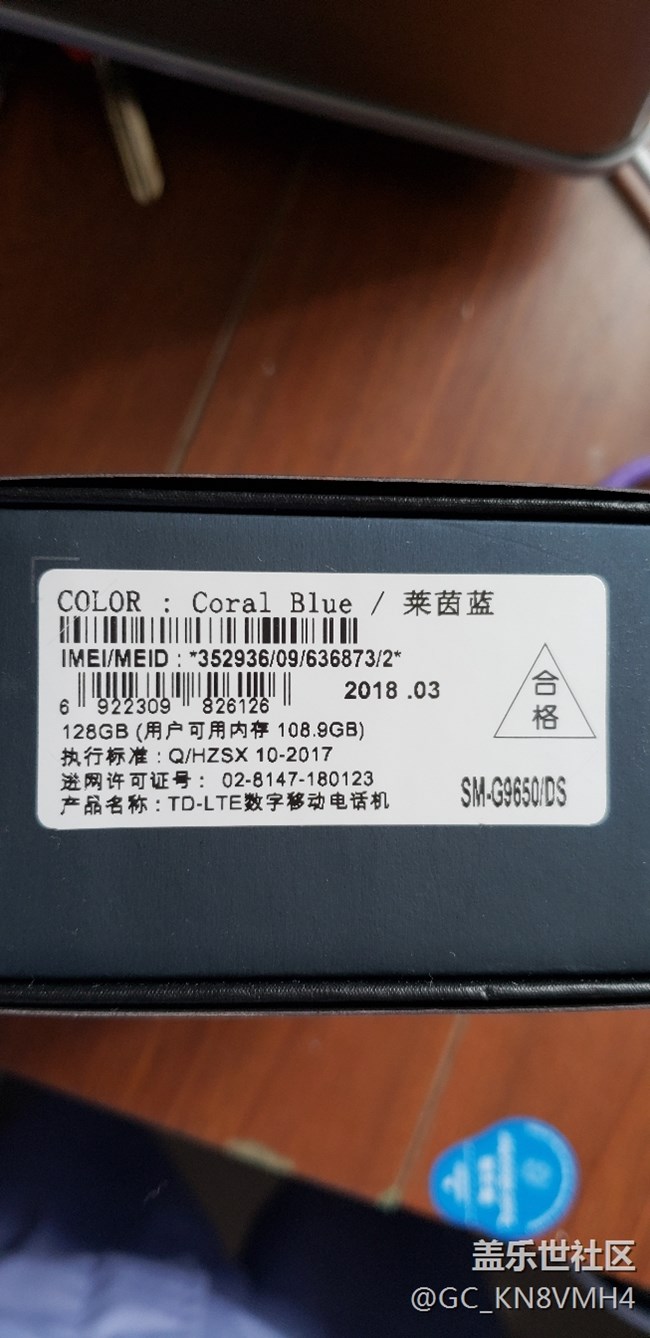 COLOR : Coral Blue / 莱茵蓝
IMEI/MEID : *352936/09/636873/2*
6 922309 826126
2018 .03
合
格
128GB (用户可用内存 108.9GB)
执行标准 : Q/HZSX 10-2017
进网许可证号 : 02-8147-180123
产品名称 : TD-LTE数字移动电话机
SM-G9650/DS
盖乐世社区
@GC_KN8VMH4